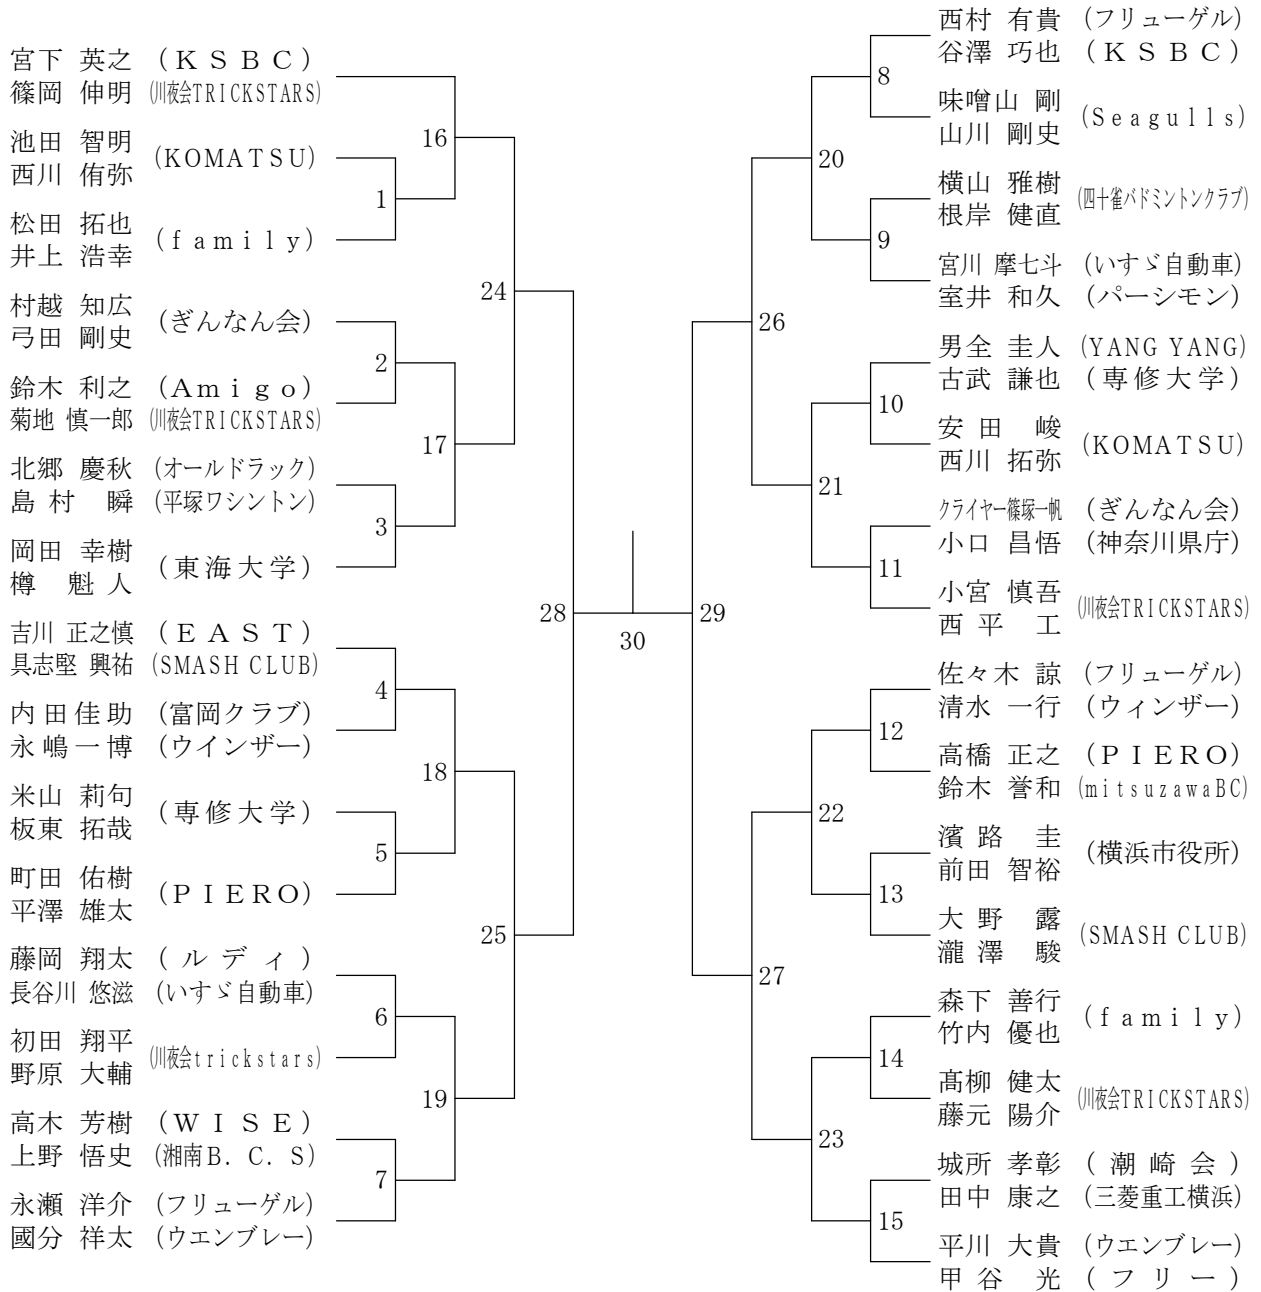 宮下 英之 (ＫＳＢＣ)
篠岡 伸明 (川夜会TRICKSTARS)
池田 智明
西川 侑弥
(KOMATSU)
松田 拓也
井上 浩幸
(family)
村越 知広
弓田 剛史
(ぎんなん会)
鈴木 利之 (Amigo)
菊地 慎一郎 (川夜会TRICKSTARS)
北郷 慶秋 (オールドラック)
島村 瞬 (平塚ワシントン)
岡田 幸樹
樽 魁人
(東海大学)
吉川 正之慎 (EAST)
具志堅 興祐 (SMASH CLUB)
内田佳助 (富岡クラブ)
永嶋一博 (ウインザー)
米山 莉句
板東 拓哉
(専修大学)
町田 佑樹
平澤 雄太
(PIERO)
藤岡 翔太 (ルディ)
長谷川 悠滋 (いすゞ自動車)
初田 翔平
野原 大輔
(川夜会trickstars)
高木 芳樹 (WISE)
上野 悟史 (湘南B．C．S)
永瀬 洋介 (フリューゲル)
國分 祥太 (ウエンブレー)
16
1
24
2
17
3
28
4
18
5
25
6
19
7
30
29
8
20
9
26
10
21
11
12
22
13
27
14
23
15
西村 有貴 (フリューゲル)
谷澤 巧也 (ＫＳＢＣ)
味噌山 剛
山川 剛史
(Seagulls)
横山 雅樹
根岸 健直
(四十雀バドミントンクラブ)
宮川 摩七斗 (いすゞ自動車)
室井 和久 (パーシモン)
男全 圭人 (YANG YANG)
古武 謙也 (専修大学)
安田 峻
西川 拓弥
(KOMATSU)
クライヤー篠塚一帆 (ぎんなん会)
小口 昌悟 (神奈川県庁)
小宮 慎吾
西平 工
(川夜会TRICKSTARS)
佐々木 諒 (フリューゲル)
清水 一行 (ウィンザー)
高橋 正之 (PIERO)
鈴木 誉和 (mitsuzawaBC)
濱路 圭
前田 智裕
(横浜市役所)
大野 露
瀧澤 駿
(SMASH CLUB)
森下 善行
竹内 優也
(family)
髙柳 健太
藤元 陽介
(川夜会TRICKSTARS)
城所 孝彰 (潮崎会)
田中 康之 (三菱重工横浜)
平川 大貴 (ウエンブレー)
甲谷 光 (フリー)